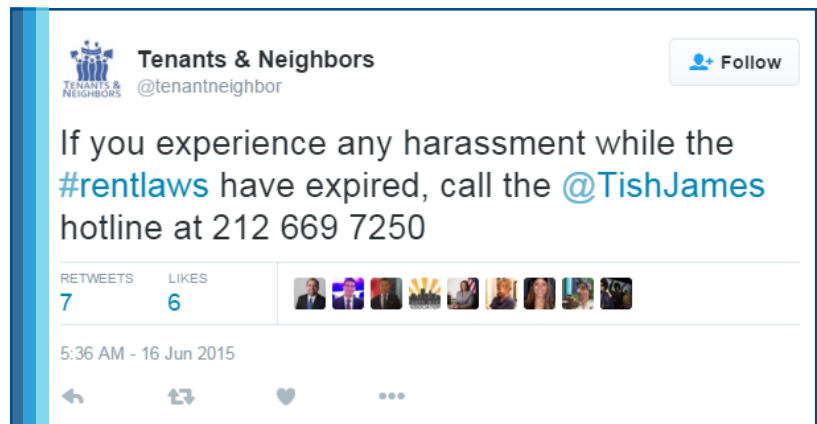 Tenants & Neighbors
@tenantneighbor
Follow
TENANTS &
NEIGHBORS
If you experience any harassment while the
#rentlaws have expired, call the @TishJames
hotline at 212 669 7250
RETWEETS LIKES
7 6
5:36 AM - 16 Jun 2015